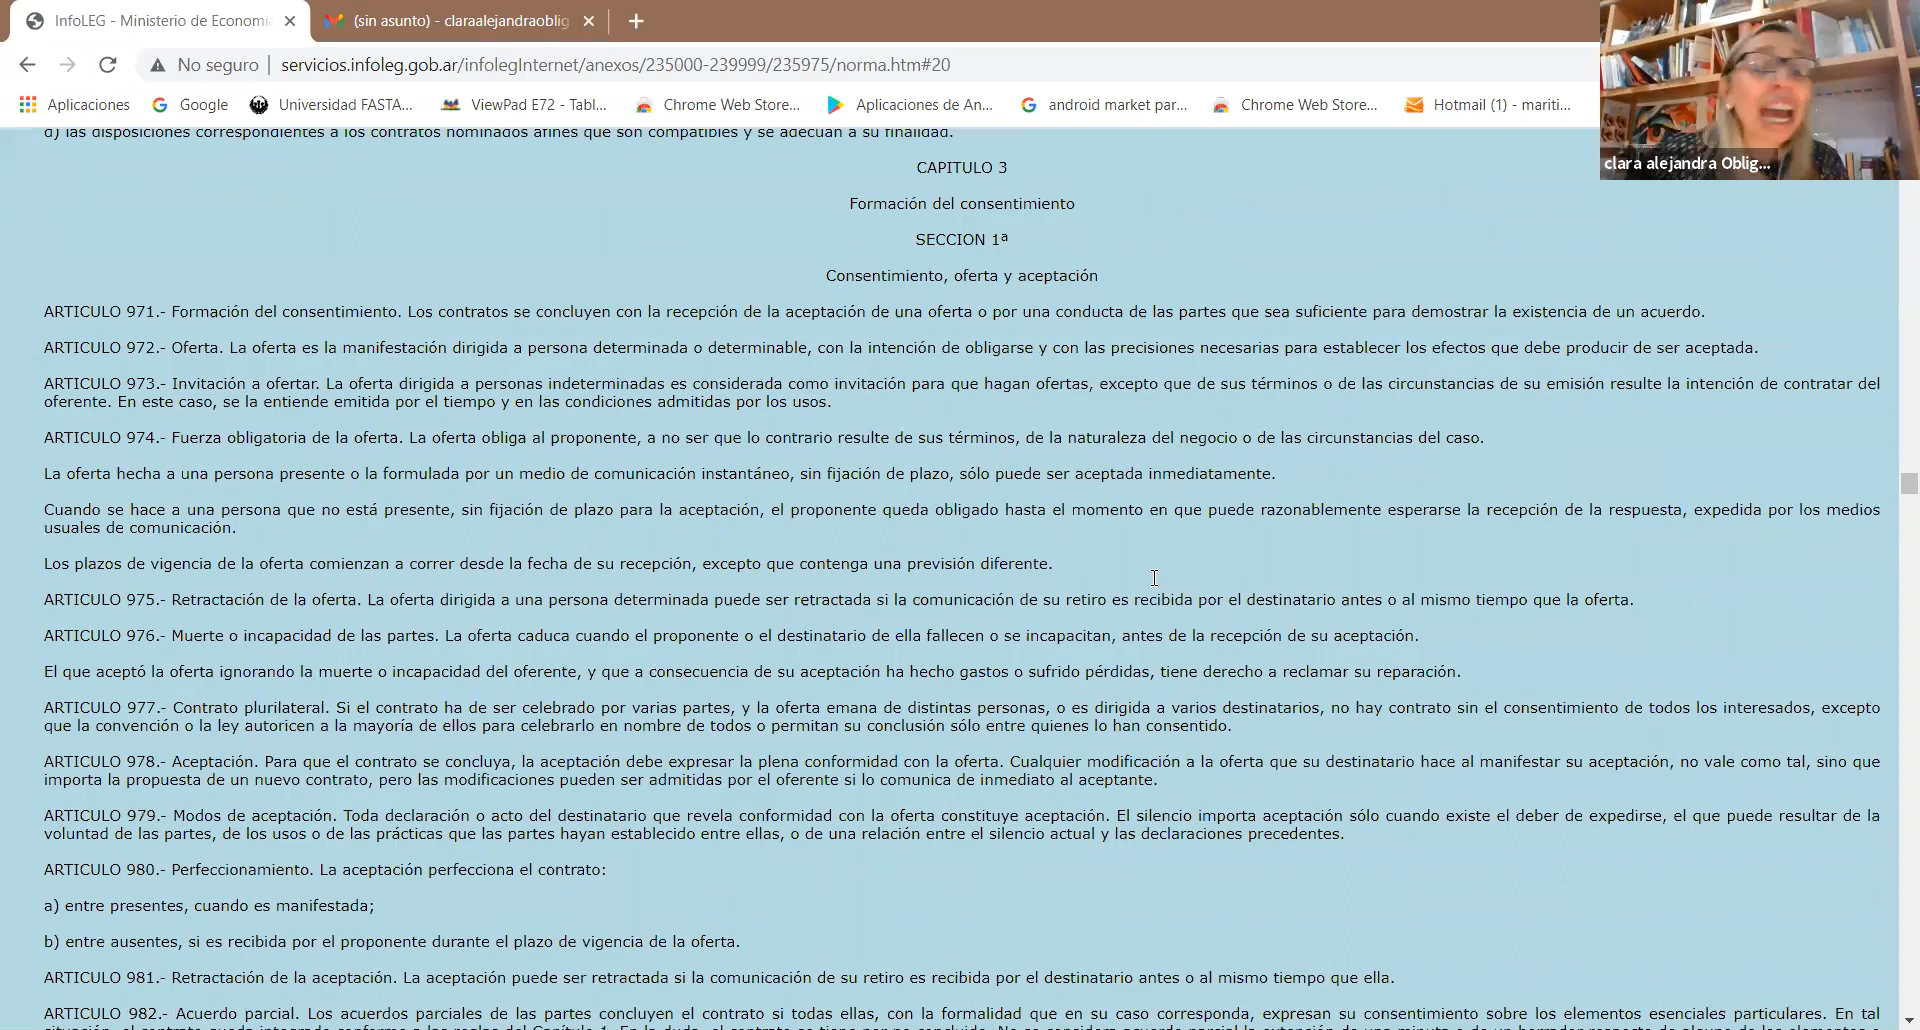 InfoLEG - Ministerio de Economí
(sin asunto) - claraalejandraoblig
No seguro
servicios.infoleg.gob.ar/infolegInternet/anexos/235000-239999/235975/norma.htm#20
Aplicaciones
Google
Universidad FASTA...
ViewPad E72 - Tabl...
Chrome Web Store...
Aplicaciones de An...
android market par...
Chrome Web Store...
Hotmail (1) - mariti...
clara alejandra Oblig...
d) las disposiciones correspondientes a los contratos nominados afines que son compatibles y se adecuan a su finalidad.
CAPITULO 3
Formación del consentimiento
SECCION 1ª
Consentimiento, oferta y aceptación
ARTICULO 971.- Formación del consentimiento. Los contratos se concluyen con la recepción de la aceptación de una oferta o por una conducta de las partes que sea suficiente para demostrar la existencia de un acuerdo.
ARTICULO 972.- Oferta. La oferta es la manifestación dirigida a persona determinada o determinable, con la intención de obligarse y con las precisiones necesarias para establecer los efectos que debe producir de ser aceptada.
ARTICULO 973.- Invitación a ofertar. La oferta dirigida a personas indeterminadas es considerada como invitación para que hagan ofertas, excepto que de sus términos o de las circunstancias de su emisión resulte la intención de contratar del
oferente. En este caso, se la entiende emitida por el tiempo y en las condiciones admitidas por los usos.
ARTICULO 974.- Fuerza obligatoria de la oferta. La oferta obliga al proponente, a no ser que lo contrario resulte de sus términos, de la naturaleza del negocio o de las circunstancias del caso.
La oferta hecha a una persona presente o la formulada por un medio de comunicación instantáneo, sin fijación de plazo, sólo puede ser aceptada inmediatamente.
Cuando se hace a una persona que no está presente, sin fijación de plazo para la aceptación, el proponente queda obligado hasta el momento en que puede razonablemente esperarse la recepción de la respuesta, expedida por los medios
usuales de comunicación.
Los plazos de vigencia de la oferta comienzan a correr desde la fecha de su recepción, excepto que contenga una previsión diferente.
ARTICULO 975.- Retractación de la oferta. La oferta dirigida a una persona determinada puede ser retractada si la comunicación de su retiro es recibida por el destinatario antes o al mismo tiempo que la oferta.
ARTICULO 976.- Muerte o incapacidad de las partes. La oferta caduca cuando el proponente o el destinatario de ella fallecen o se incapacitan, antes de la recepción de su aceptación.
El que aceptó la oferta ignorando la muerte o incapacidad del oferente, y que a consecuencia de su aceptación ha hecho gastos o sufrido pérdidas, tiene derecho a reclamar su reparación.
ARTICULO 977.- Contrato plurilateral. Si el contrato ha de ser celebrado por varias partes, y la oferta emana de distintas personas, o es dirigida a varios destinatarios, no hay contrato sin el consentimiento de todos los interesados, excepto
que la convención o la ley autoricen a la mayoría de ellos para celebrarlo en nombre de todos o permitan su conclusión sólo entre quienes lo han consentido.
ARTICULO 978.- Aceptación. Para que el contrato se concluya, la aceptación debe expresar la plena conformidad con la oferta. Cualquier modificación a la oferta que su destinatario hace al manifestar su aceptación, no vale como tal, sino que
importa la propuesta de un nuevo contrato, pero las modificaciones pueden ser admitidas por el oferente si lo comunica de inmediato al aceptante.
ARTICULO 979.- Modos de aceptación. Toda declaración o acto del destinatario que revela conformidad con la oferta constituye aceptación. El silencio importa aceptación sólo cuando existe el deber de expedirse, el que puede resultar de la
voluntad de las partes, de los usos o de las prácticas que las partes hayan establecido entre ellas, o de una relación entre el silencio actual y las declaraciones precedentes.
ARTICULO 980.- Perfeccionamiento. La aceptación perfecciona el contrato:
a) entre presentes, cuando es manifestada;
b) entre ausentes, si es recibida por el proponente durante el plazo de vigencia de la oferta.
ARTICULO 981.- Retractación de la aceptación. La aceptación puede ser retractada si la comunicación de su retiro es recibida por el destinatario antes o al mismo tiempo que ella.
ARTICULO 982.- Acuerdo parcial. Los acuerdos parciales de las partes concluyen el contrato si todas ellas, con la formalidad que en su caso corresponda, expresan su consentimiento sobre los elementos esenciales particulares. En tal